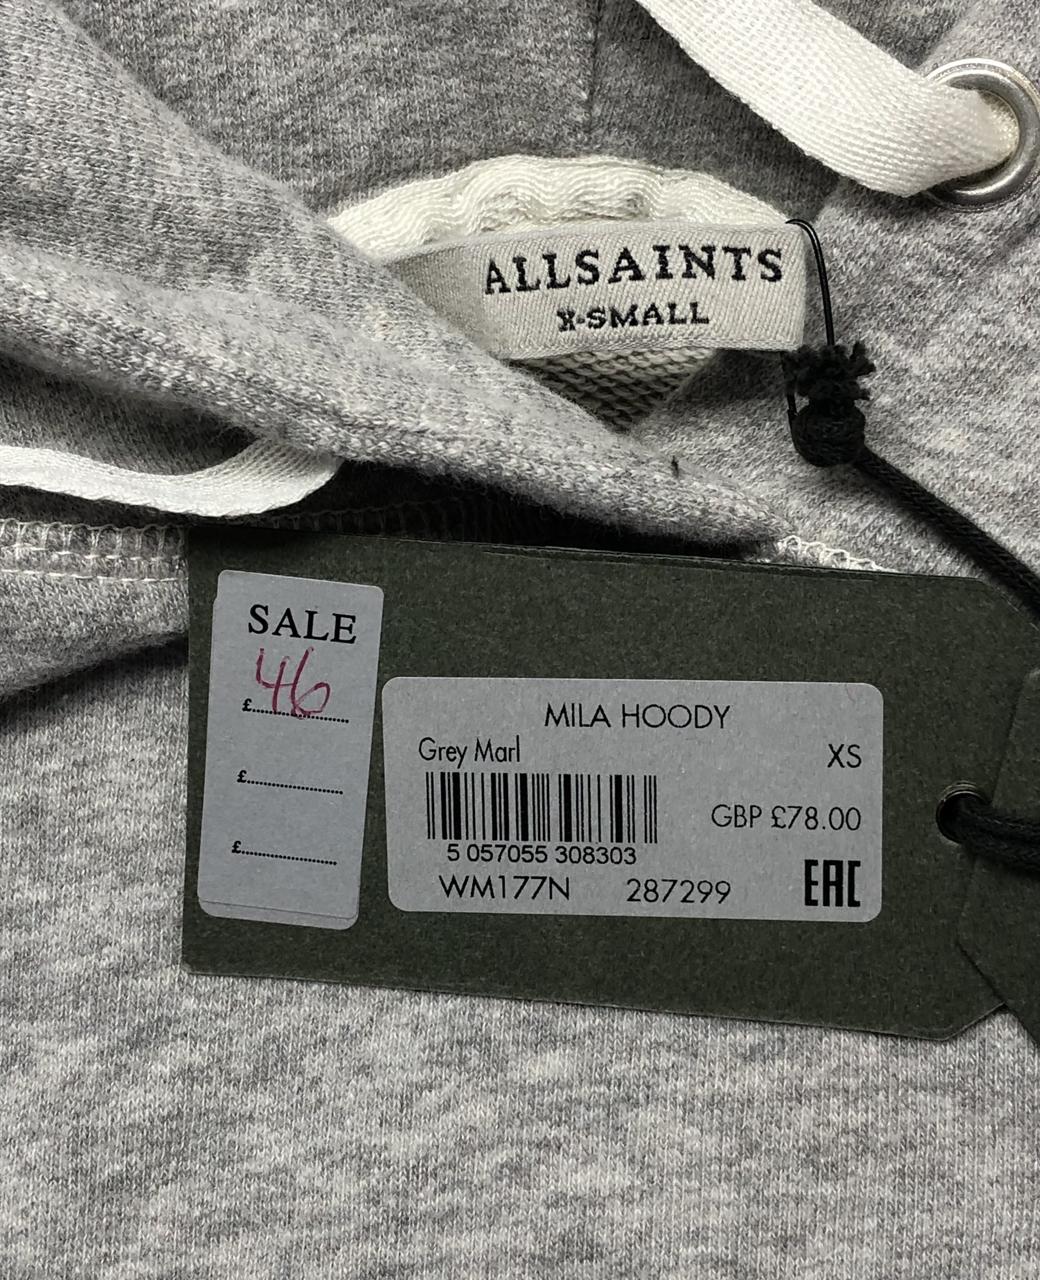 ALLSAINTS
X-SMALL
SALE
£46
£
£
MILA HOODY
Grey Marl XS
GBP £78.00
5 057055 308303
WM177N 287299 EAC